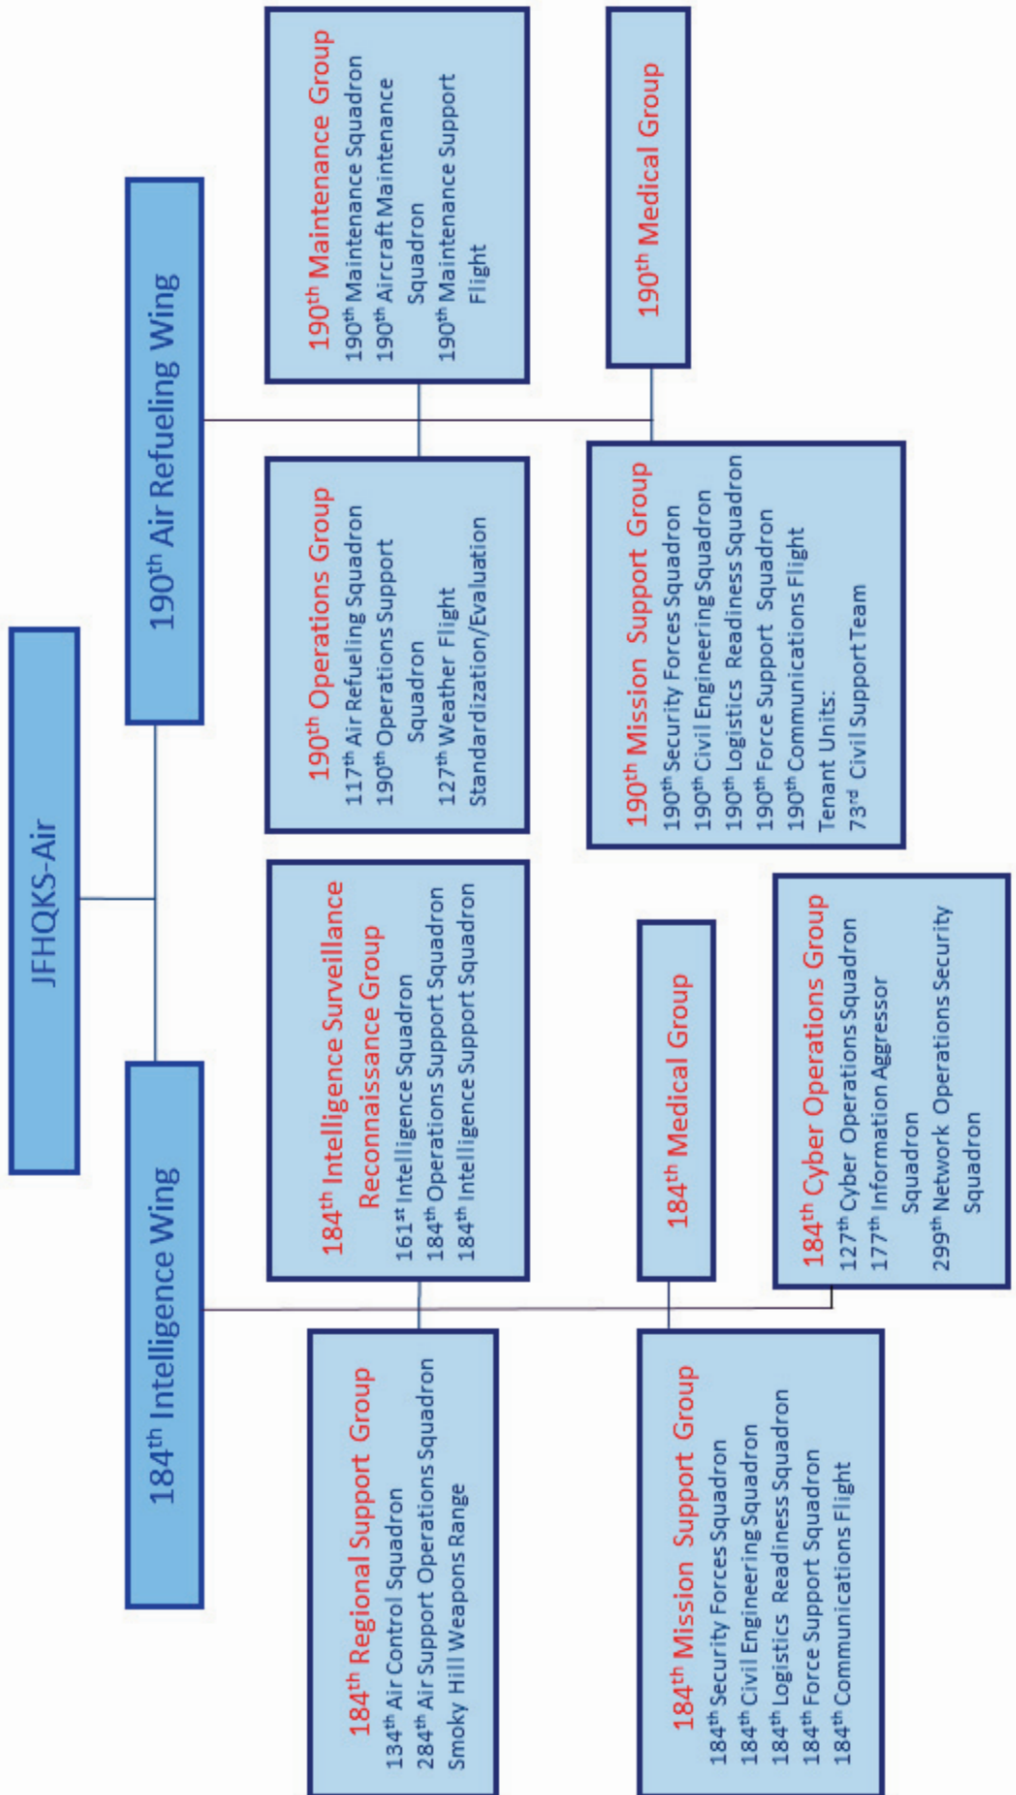 JFHQKS-Air
184th Intelligence Wing
190th Air Refueling Wing
184th Regional Support Group
134th Air Control Squadron
284th Air Support Operations Squadron
Smoky Hill Weapons Range
184th Intelligence Surveillance
Reconnaissance Group
161st Intelligence Squadron
184th Operations Support Squadron
184th Intelligence Support Squadron
190th Operations Group
117th Air Refueling Squadron
190th Operations Support
Squadron
127th Weather Flight
Standardization/Evaluation
190th Maintenance Group
190th Maintenance Squadron
190th Aircraft Maintenance
Squadron
190th Maintenance Support
Flight
184th Mission Support Group
184th Security Forces Squadron
184th Civil Engineering Squadron
184th Logistics Readiness Squadron
184th Force Support Squadron
184th Communications Flight
184th Medical Group
184th Cyber Operations Group
127th Cyber Operations Squadron
177th Information Aggressor
Squadron
299th Network Operations Security
Squadron
190th Mission Support Group
190th Security Forces Squadron
190th Civil Engineering Squadron
190th Logistics Readiness Squadron
190th Force Support Squadron
190th Communications Flight
Tenant Units:
73rd Civil Support Team
190th Medical Group